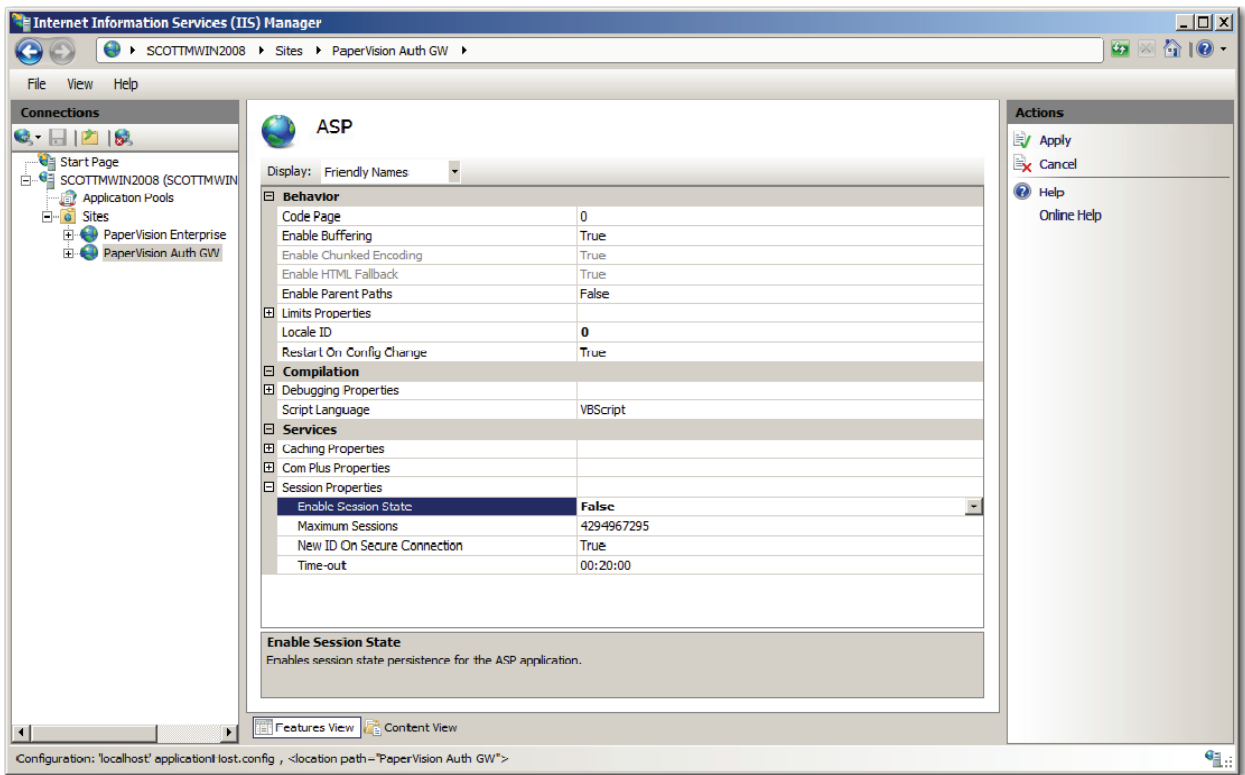 Internet Information Services (IIS) Manager
SCOTTMWIN2008 Sites PaperVision Auth GW
File View Help
Connections
Start Page
SCOTTMWIN2008 (SCOTTMWIN
Application Pools
Sites
PaperVision Enterprise
PaperVision Auth GW
ASP
Display: Friendly Names
Behavior
Code Page 0
Enable Buffering True
Enable Chunked Encoding True
Enable HTML Fallback True
Enable Parent Paths False
Limits Properties
Locale ID 0
Restart On Config Change True
Compilation
Debugging Properties
Script Language VBScript
Services
Caching Properties
Com Plus Properties
Session Properties
Enable Session State False
Maximum Sessions 4294967295
New ID On Secure Connection True
Time-out 00:20:00
Enable Session State
Enables session state persistence for the ASP application.
Features View Content View
Actions
Apply
Cancel
Help
Online Help
Configuration: 'localhost' applicationHost.config , <location path="PaperVision Auth GW">